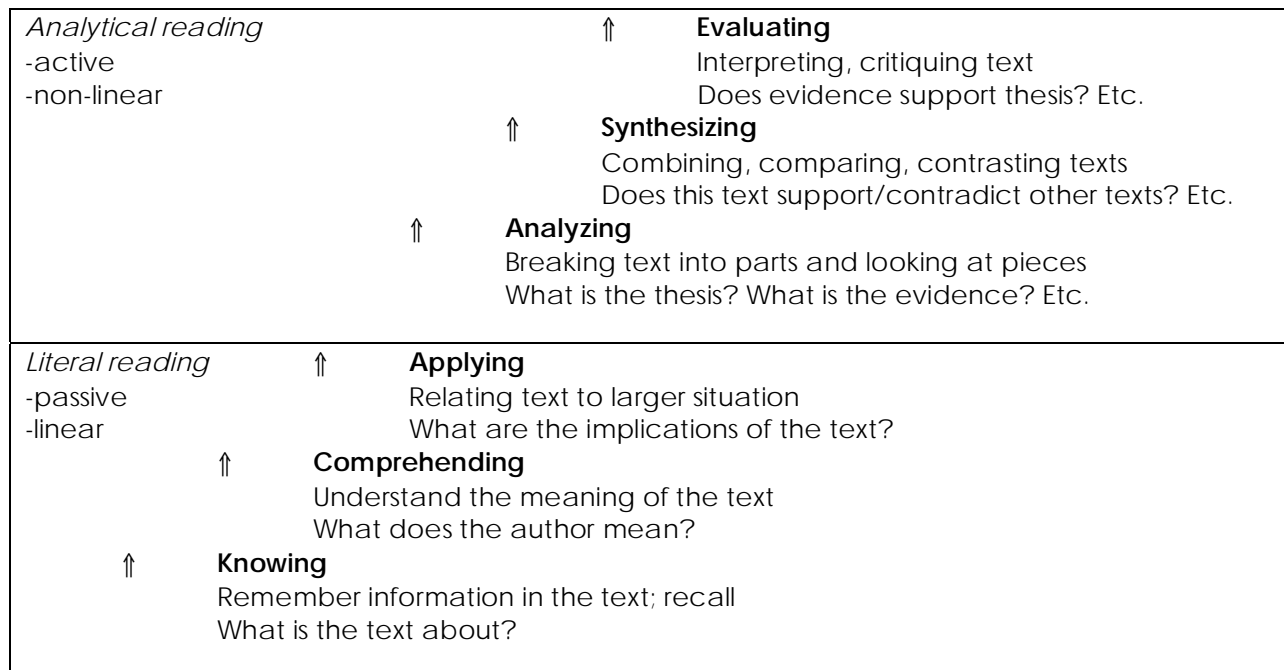 Analytical reading ⇑ Evaluating
-active Interpreting, critiquing text
-non-linear Does evidence support thesis? Etc.
⇑ Synthesizing
Combining, comparing, contrasting texts
Does this text support/contradict other texts? Etc.
⇑ Analyzing
Breaking text into parts and looking at pieces
What is the thesis? What is the evidence? Etc.
Literal reading ⇑ Applying
-passive Relating text to larger situation
-linear What are the implications of the text?
⇑ Comprehending
Understand the meaning of the text
What does the author mean?
⇑ Knowing
Remember information in the text; recall
What is the text about?